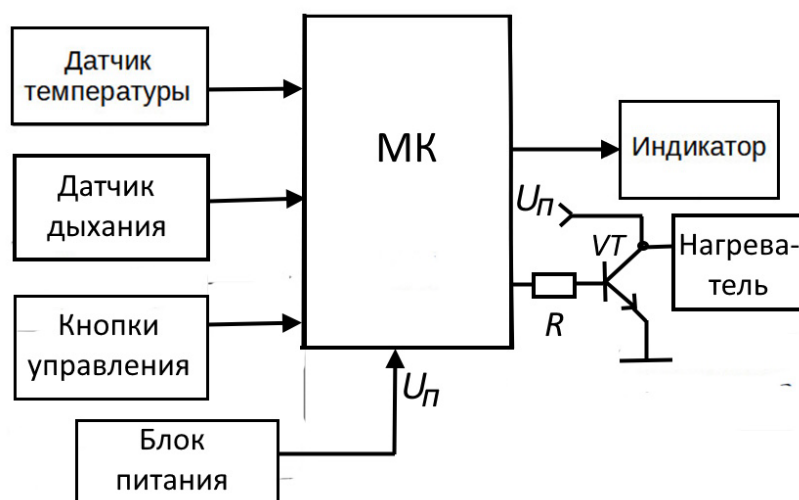 Датчик
температуры
Датчик
дыхания
Кнопки
управления
Блок
питания
МК
Uп
Индикатор
Uп
VT
R
Нагрева-
тель